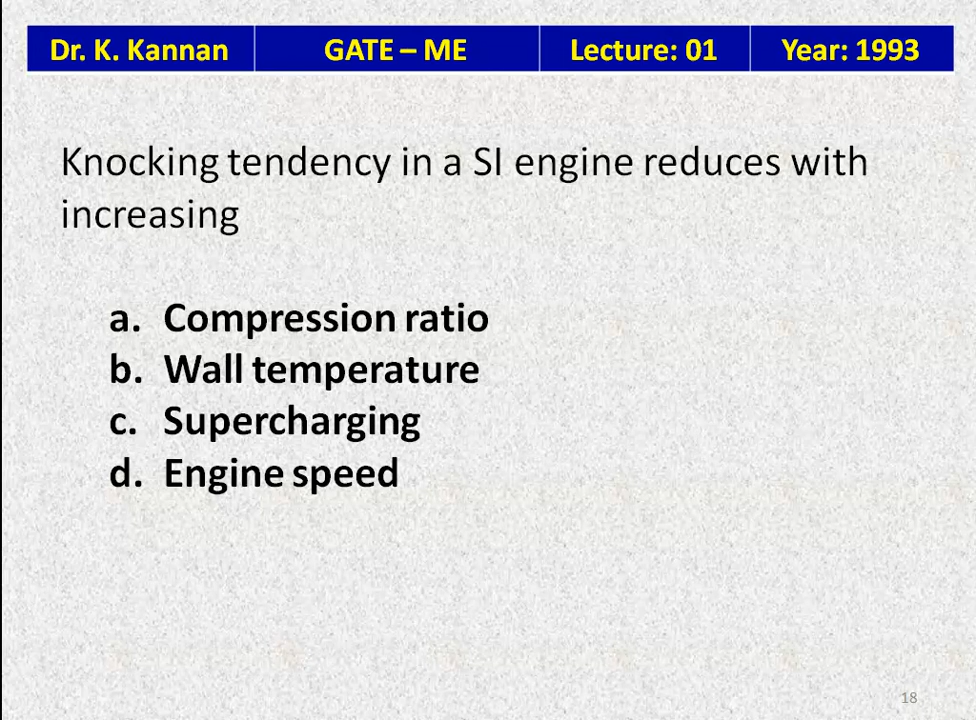 Dr. K. Kannan GATE – ME Lecture: 01 Year: 1993
Knocking tendency in a SI engine reduces with
increasing
a. Compression ratio
b. Wall temperature
c. Supercharging
d. Engine speed
18